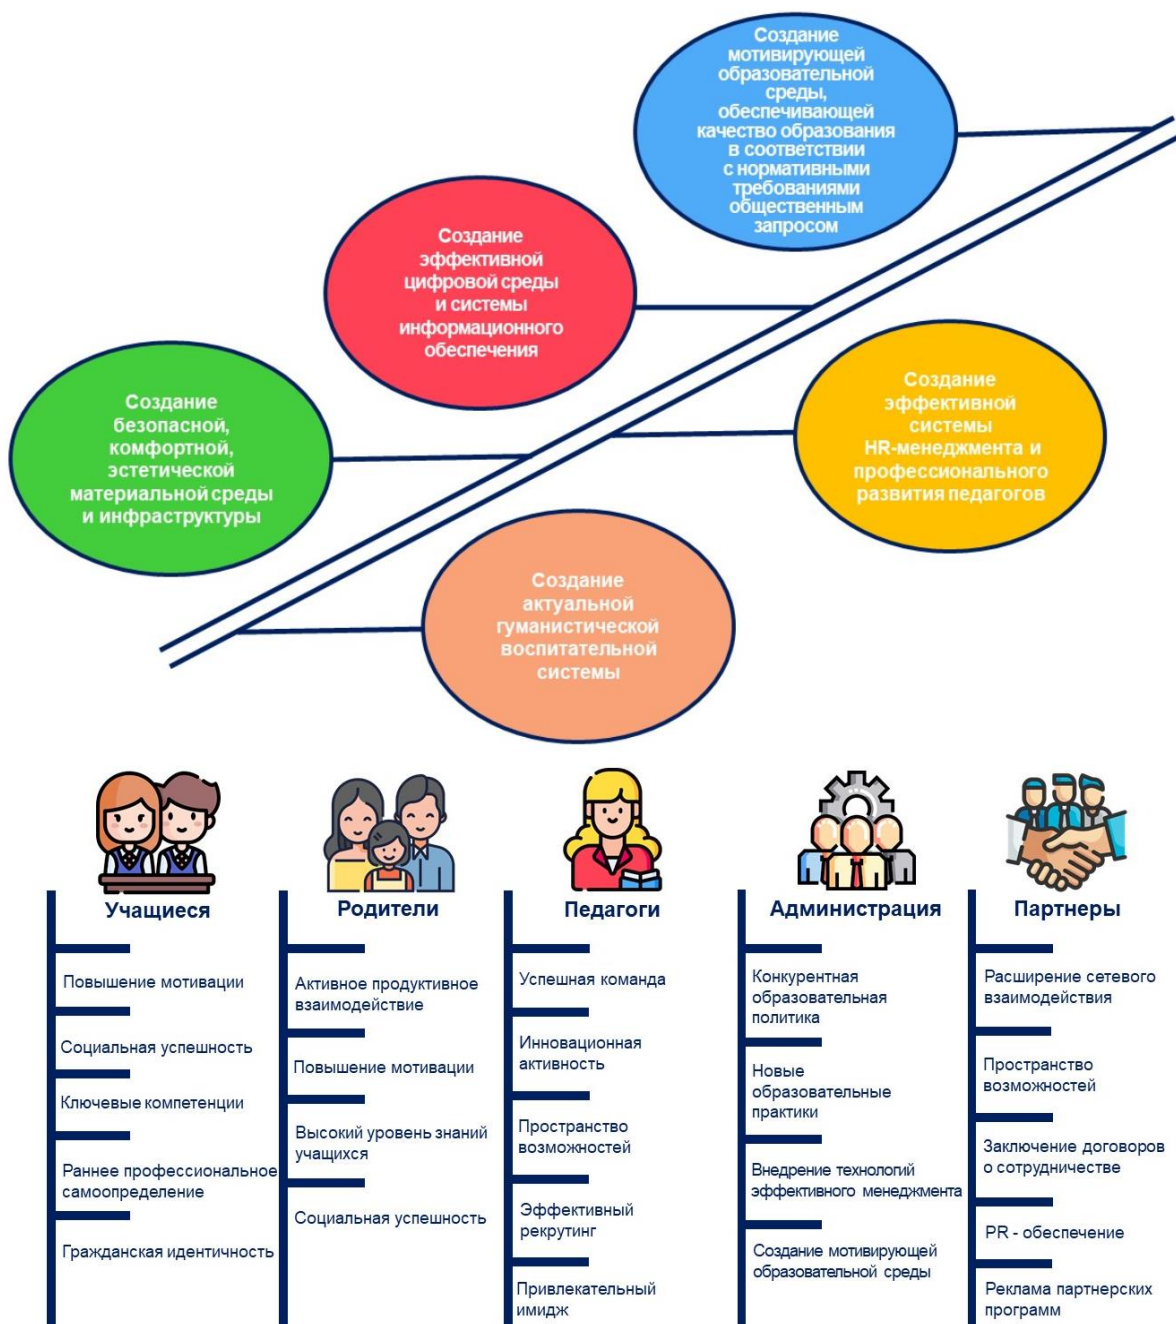 Создание
мотивирующей
образовательной
среды,
обеспечивающей
качество образования
в соответствии
с нормативными
требованиями
общественным
запросом
Создание
эффективной
цифровой среды
и системы
информационного
обеспечения
Создание
безопасной,
комфортной,
эстетической
материальной среды
и инфраструктуры
Создание
эффективной
системы
HR-менеджмента и
профессионального
развития педагогов
Создание
актуальной
гуманистической
воспитательной
системы
Учащиеся
Повышение мотивации
Социальная успешность
Ключевые компетенции
Раннее профессиональное
самоопределение
Гражданская идентичность
Родители
Активное продуктивное
взаимодействие
Повышение мотивации
Высокий уровень знаний
учащихся
Социальная успешность
Педагоги
Успешная команда
Инновационная
активность
Пространство
возможностей
Эффективный
рекрутинг
Привлекательный
имидж
Администрация
Конкурентная
образовательная
политика
Новые
образовательные
практики
Внедрение технологий
эффективного менеджмента
Создание мотивирующей
образовательной среды
Партнеры
Расширение сетевого
взаимодействия
Пространство
возможностей
Заключение договоров
о сотрудничестве
PR - обеспечение
Реклама партнерских
программ